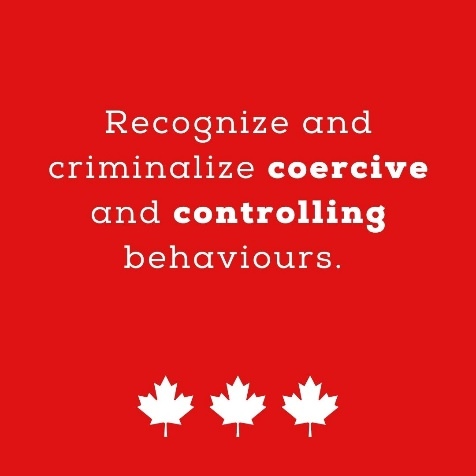 Recognize and
criminalize coercive
and controlling
behaviours.